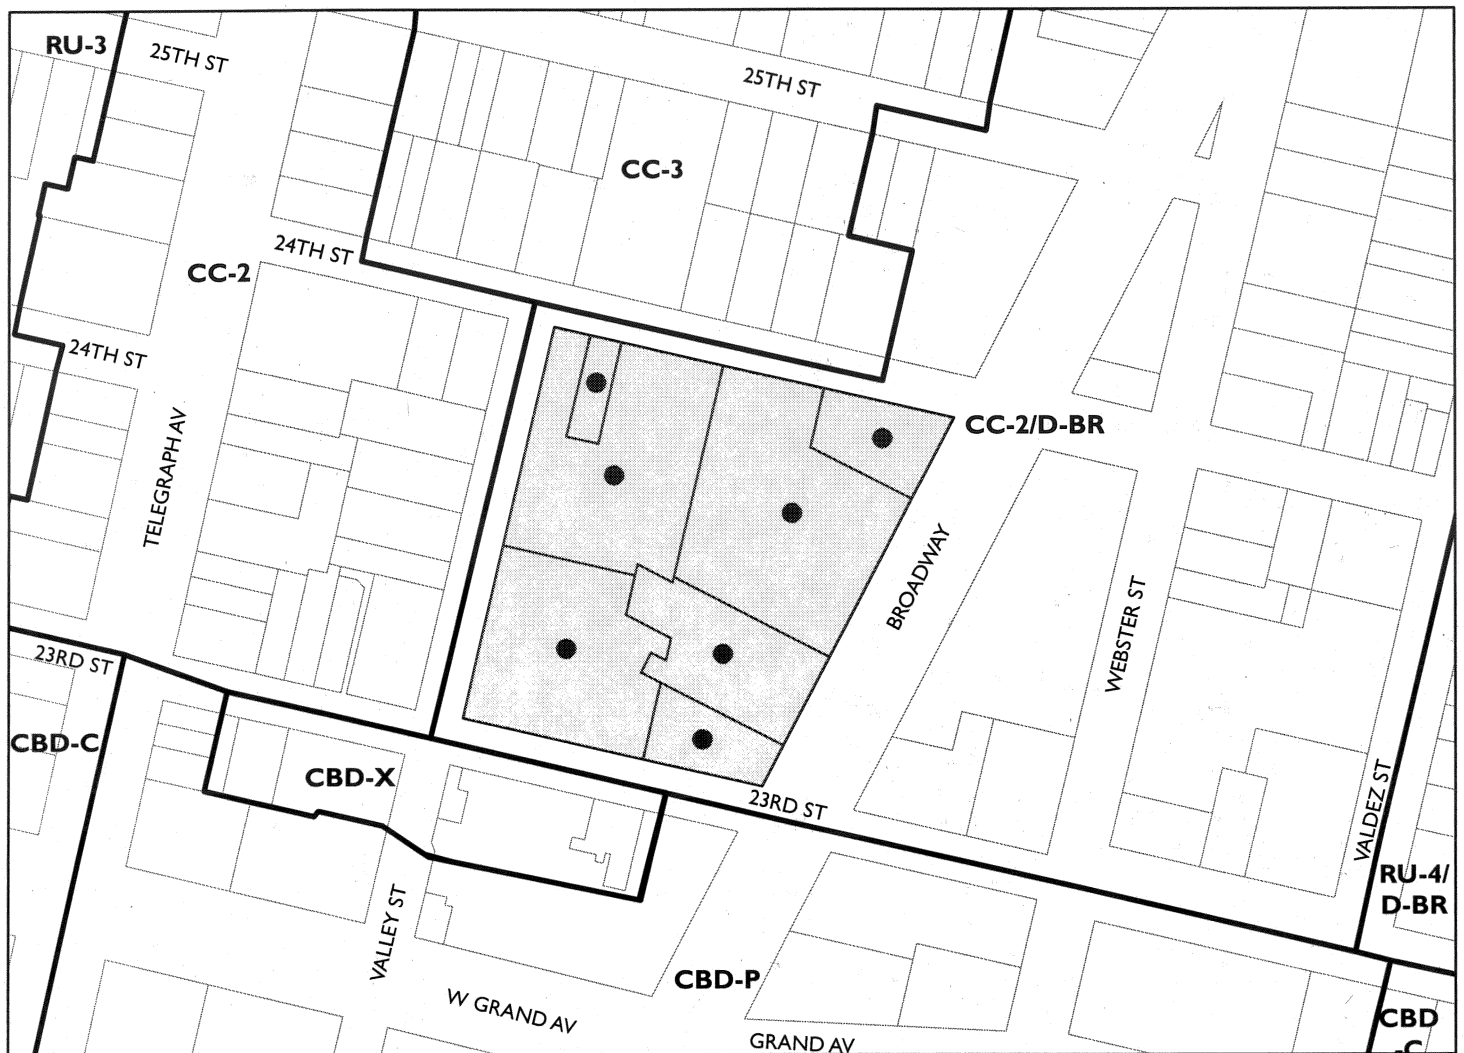 RU-3
25TH ST
25TH ST
CC-3
24TH ST
CC-2
24TH ST
CC-2/D-BR
TELEGRAPH AV
BROADWAY
WEBSTER ST
23RD ST
CBD-C
CBD-X
23RD ST
VALDEZ ST
RU-4/
D-BR
VALLEY ST
CBD-P
W GRAND AV
CBD
-C
GRAND AV